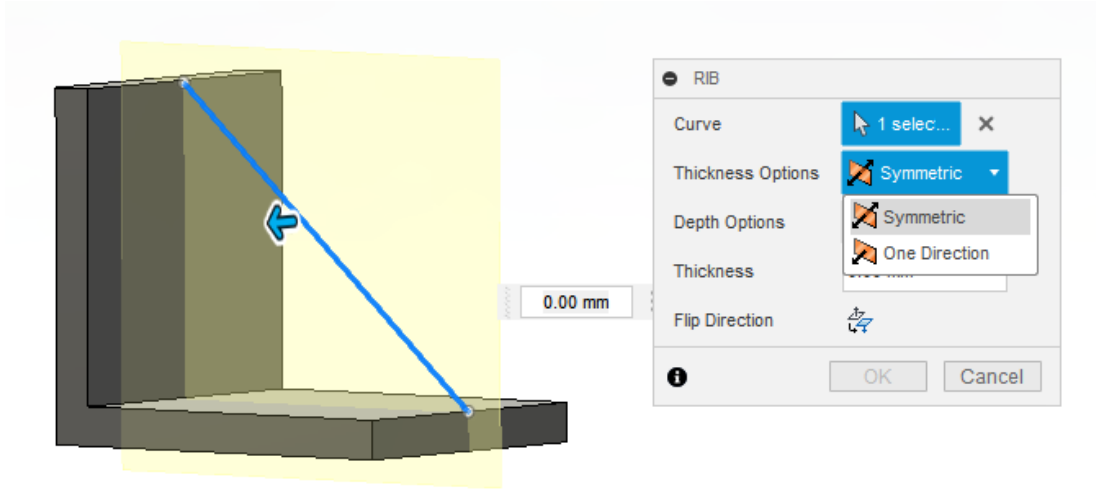 RIB
Curve
1 selec...
Thickness Options
Symmetric
Symmetric
Depth Options
One Direction
Thickness
0.00 mm
Flip Direction
OK
Cancel